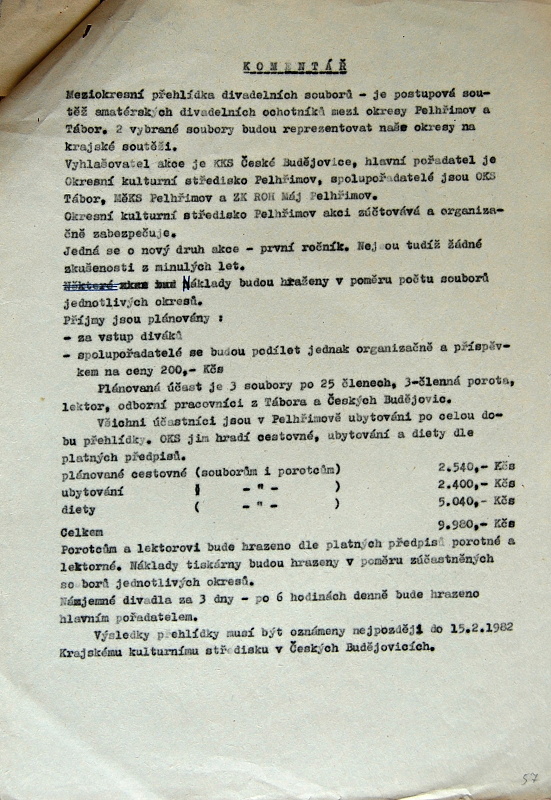 KOMENTÁŘ
Meziokresní přehlídka divadelních souborů - je postupová sou-
těž amatérských divadelních ochotníků mezi okresy Pelhřimov a
Tábor. 2 vybrané soubory budou reprezentovat naše okresy na
krajské soutěži.
Vyhlašovatel akce je KKS České Budějovice, hlavní pořadatel je
Okresní kulturní středisko Pelhřimov, spolupořadatelé jsou OKS
Tábor, MěKS Pelhřimov a ZK ROH Máj Pelhřimov.
Okresní kulturní středisko Pelhřimov akci zúčtovává a organiza-
čně zabezpečuje.
Jedná se o nový druh akce - první ročník. Nejsou tudíž žádné
zkušenosti z minulých let.
Některé Náklady budou hraženy v poměru počtu souborů
jednotlivých okresů.
Příjmy jsou plánovány :
- za vstup diváků
- spolupořadatelé se budou podílet jednak organizačně a příspěv-
kem na ceny 200,- Kčs
Plánovaná účast je 3 soubory po 25 členech, 3-členná porota,
lektor, odborní pracovníci z Tábora a Českých Budějovic.
Všichni účastníci jsou v Pelhřimově ubytováni po celou do-
bu přehlídky. OKS jim hradí cestovné, ubytování a diety dle
platných předpisů.
plánované cestovné (souborům i porotcům) 2.540,- Kčs
ubytování ( - " - ) 2.400,- Kčs
diety ( - " - ) 5.040,- Kčs
9.980,- Kčs
Celkem
Porotcům a lektorovi bude hrazeno dle platných předpisů porotné a
lektorné. Náklady tiskárny budou hrazeny v poměru zúčastněných
souborů jednotlivých okresů.
Námjemné divadla za 3 dny - po 6 hodinách denně bude hrazeno
hlavním pořadatelem.
Výsledky přehlídky musí být oznámeny nejpozději do 15.2.1982
Krajskému kulturnímu středisku v Českých Budějovicích.
57